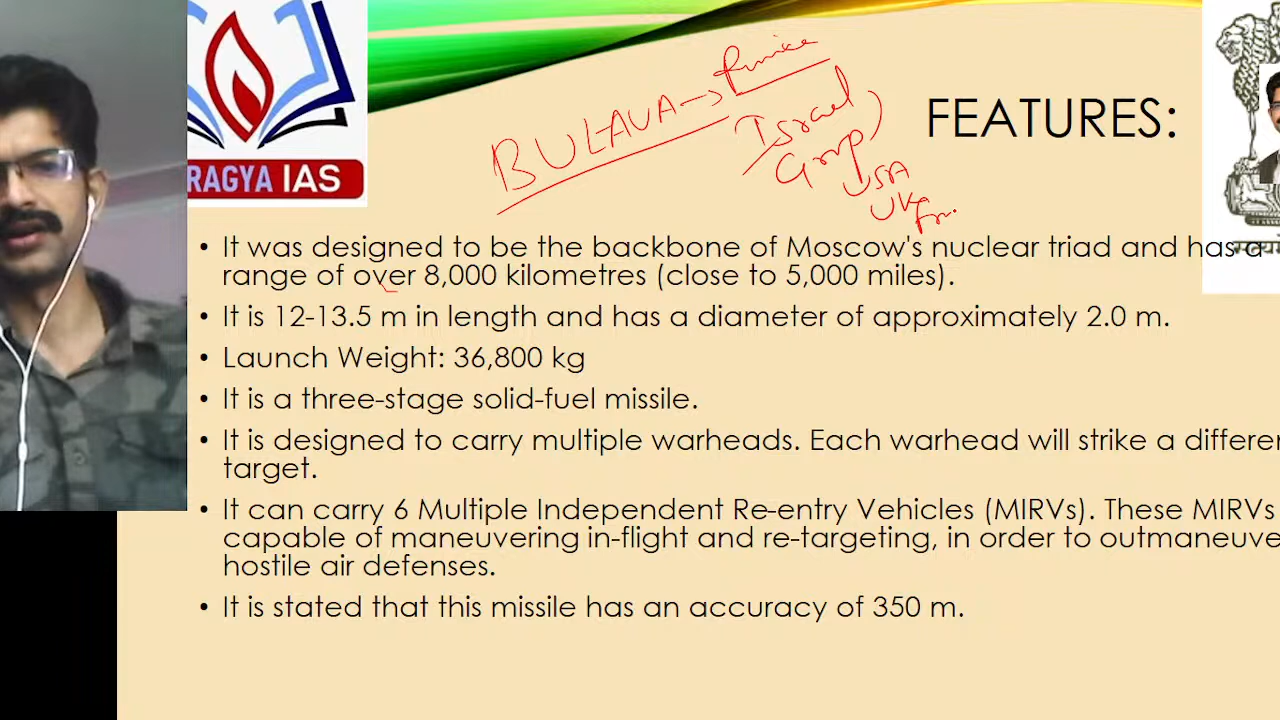 RAGYA IAS
BULAVA →
Israel
USA
UK
Fr.
FEATURES:
• It was designed to be the backbone of Moscow's nuclear triad and has a
range of over 8,000 kilometres (close to 5,000 miles).
• It is 12-13.5 m in length and has a diameter of approximately 2.0 m.
• Launch Weight: 36,800 kg
• It is a three-stage solid-fuel missile.
• It is designed to carry multiple warheads. Each warhead will strike a differen
target.
• It can carry 6 Multiple Independent Re-entry Vehicles (MIRVs). These MIRVs
capable of maneuvering in-flight and re-targeting, in order to outmaneuve
hostile air defenses.
• It is stated that this missile has an accuracy of 350 m.